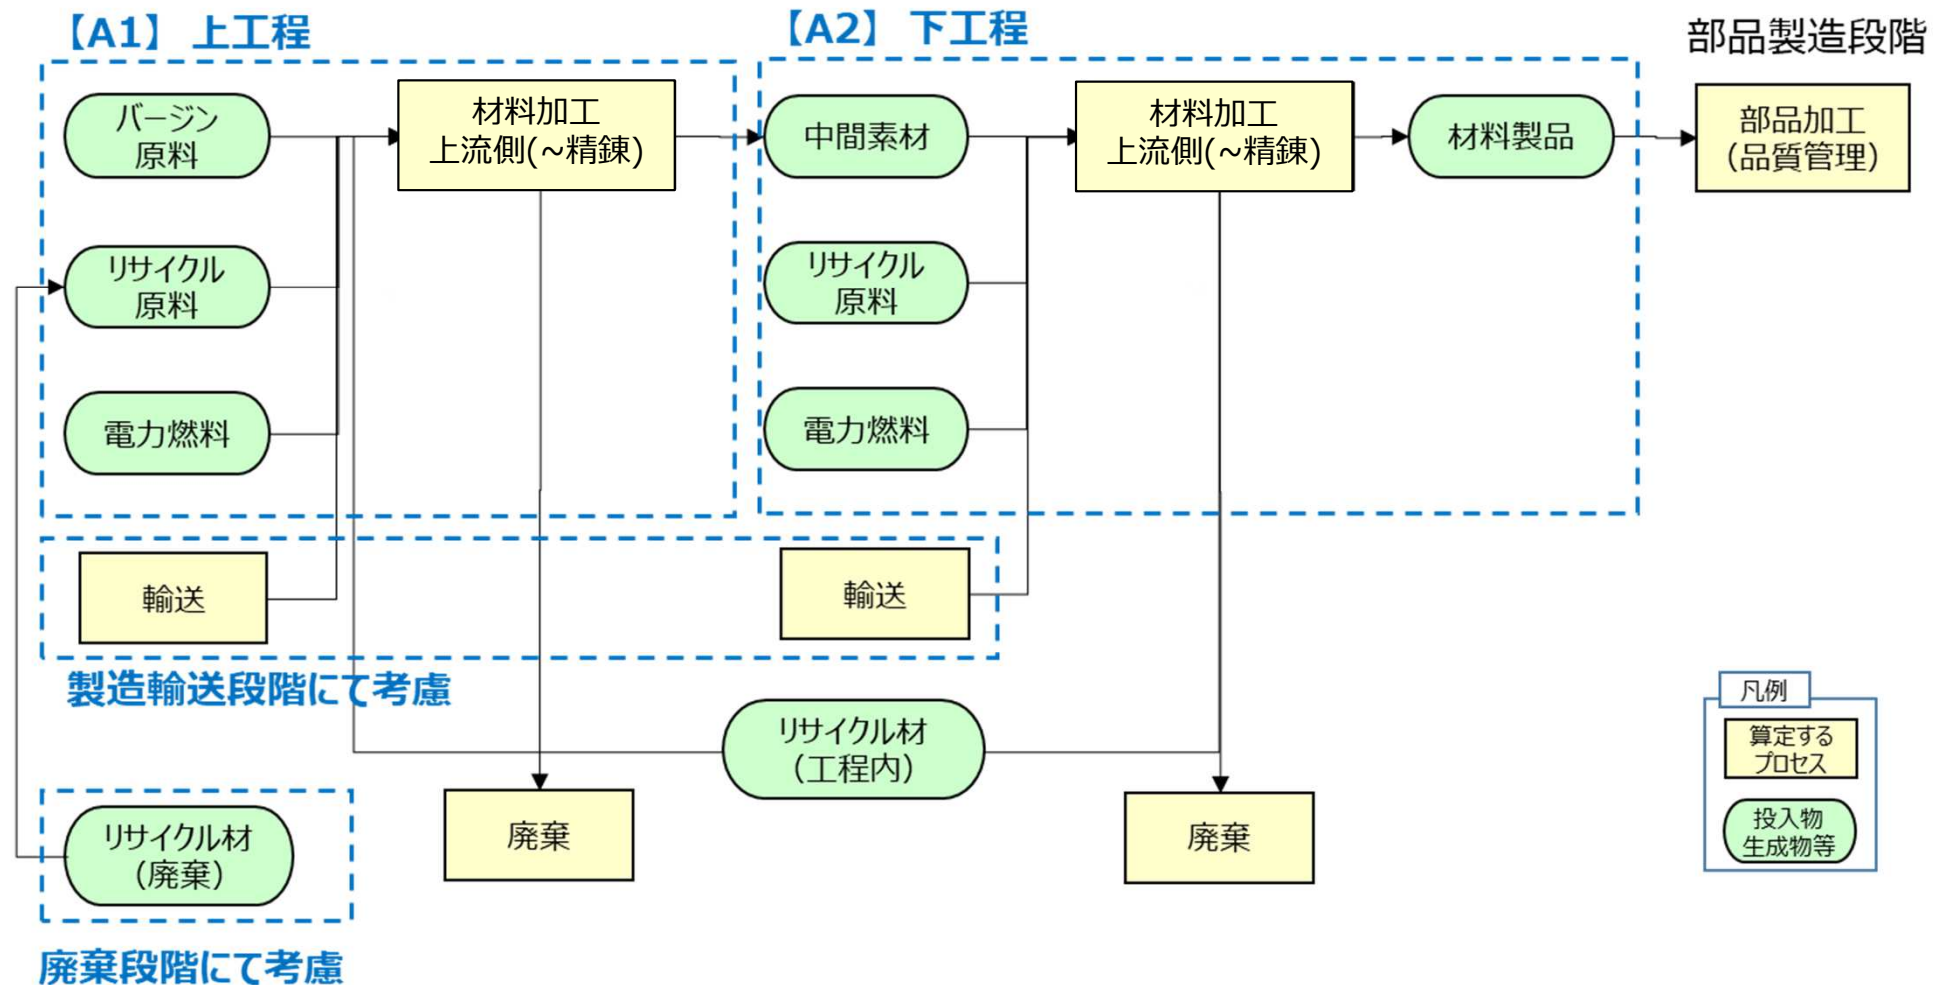 【A1】 上工程
【A2】 下工程
部品製造段階
バージン
原料
材料加工
上流側(~精錬)
中間素材
材料加工
上流側(~精錬)
材料製品
部品加工
(品質管理)
リサイクル
原料
リサイクル
原料
電力燃料
電力燃料
輸送
輸送
製造輸送段階にて考慮
リサイクル材
(工程内)
リサイクル材
(廃棄)
廃棄
廃棄
廃棄段階にて考慮
凡例
算定する
プロセス
投入物
生成物等